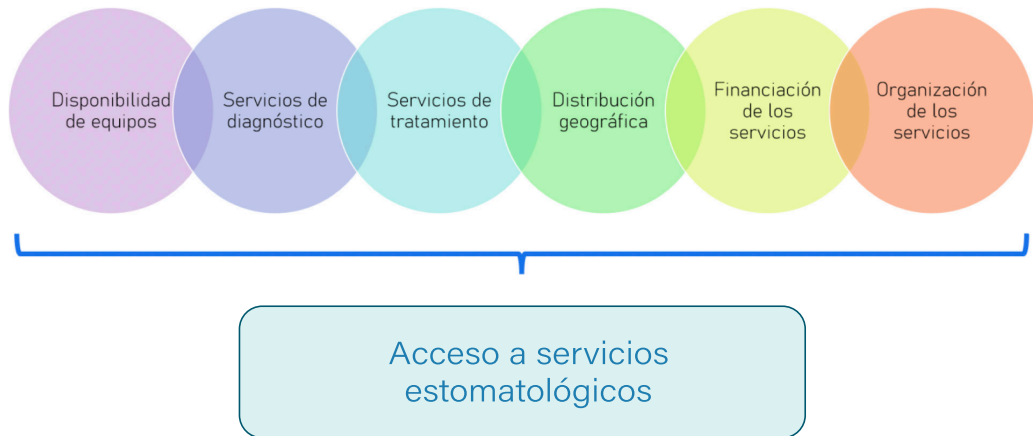 Disponibilidad
de equipos
Servicios de
diagnóstico
Servicios de
tratamiento
Distribución
geográfica
Financiación
de los
servicios
Organización
de los
servicios
Acceso a servicios
estomatológicos